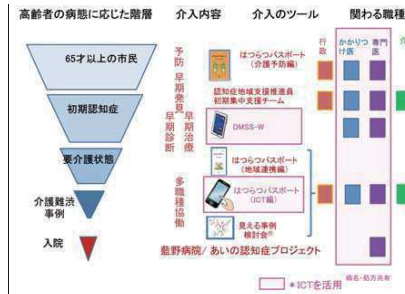 高齢者の病態に応じた階層
介入内容
介入のツール
関わる職種
65才以上の市民
初期認知症
要介護状態
介護難渋
事例
入院
予防
早期発見
早期診断
早期治療
多職種協働
はつらつパスポート
(介護予防編)
認知症地域支援推進員
初期集中支援チーム
DMSS-W
はつらつパスポート
(地域連携編)
はつらつパスポート
(ICT編)
見える事例
検討会®
藍野病院/あいの認知症プロジェクト
行政
かかりつけ医
専門医
介
病名・処方共有
*ICTを活用